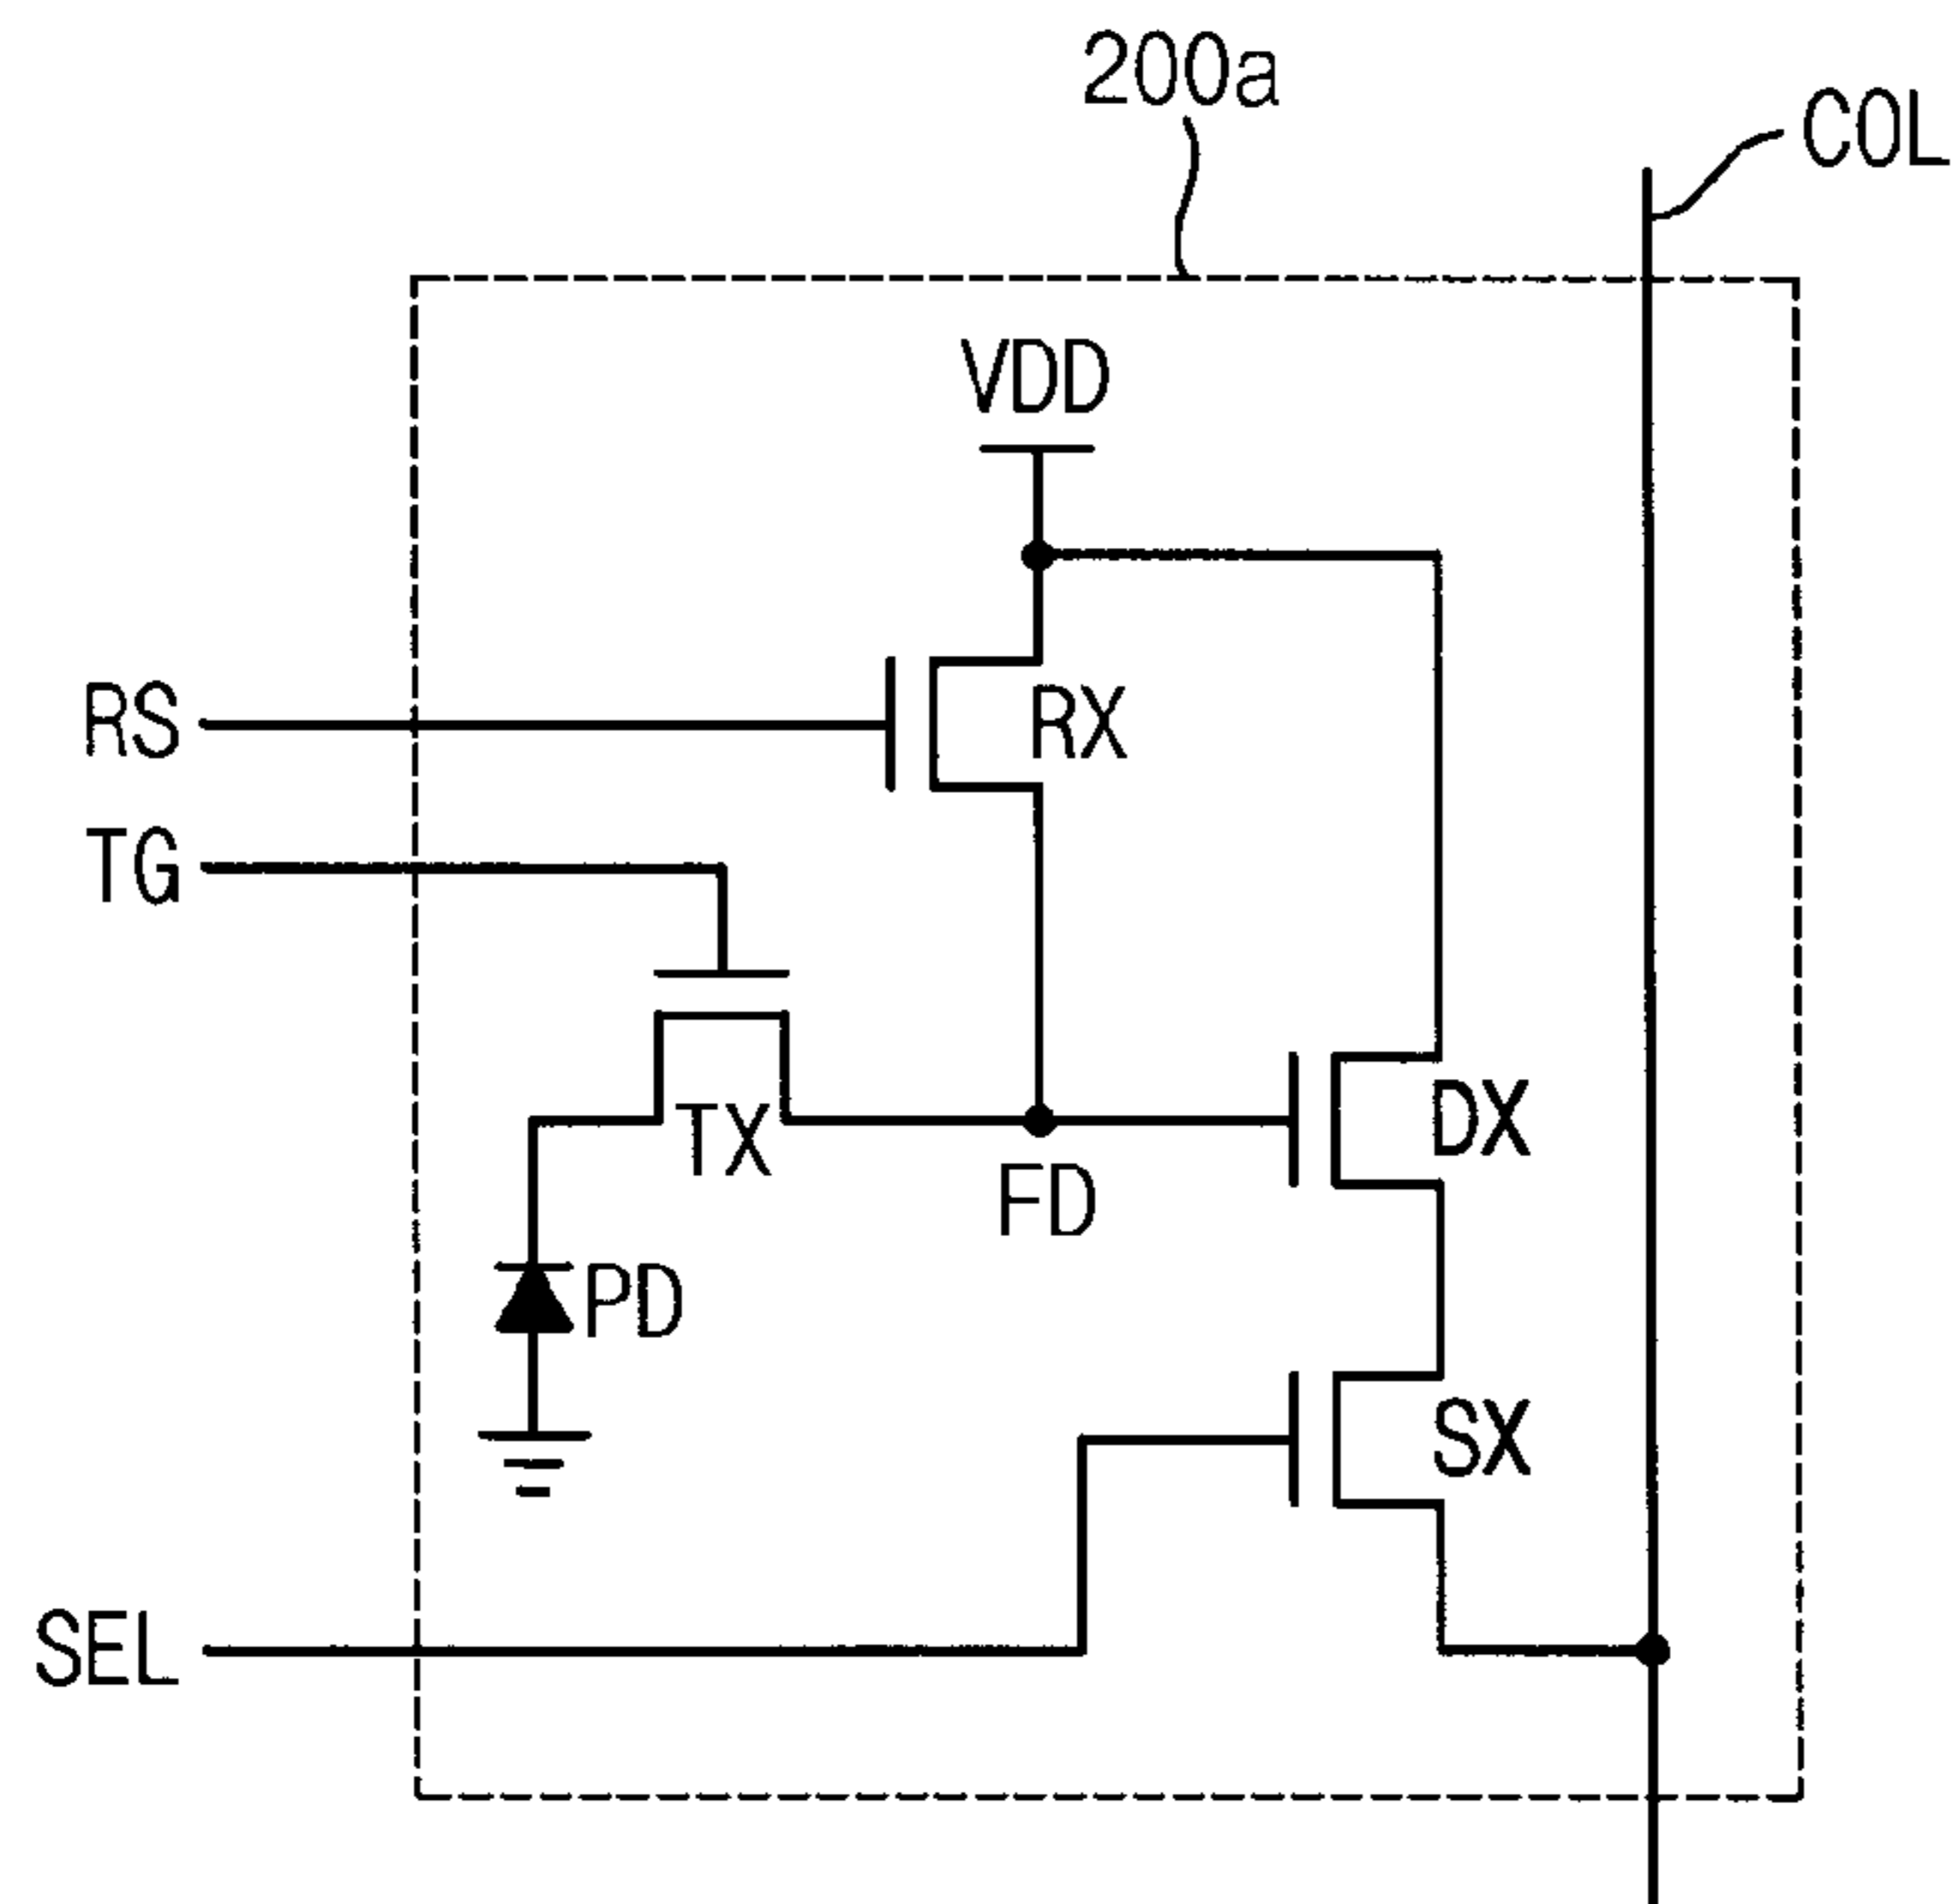 200a
COL
VDD
RS
RX
TG
TX
DX
FD
PD
SX
SEL